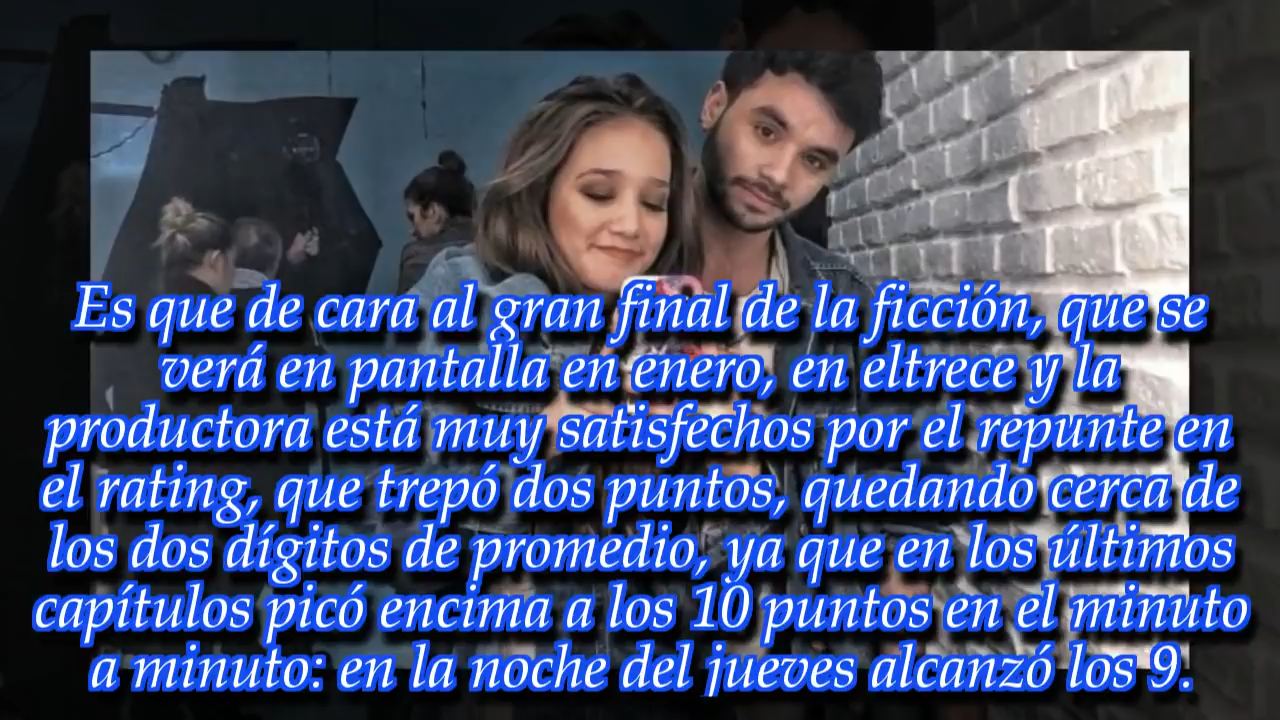 Es que de cara al gran final de la ficción, que se
verá en pantalla en enero, en eltrece y la
productora está muy satisfechos por el repunte en
el rating, que trepó dos puntos, quedando cerca de
los dos dígitos de promedio, ya que en los últimos
capítulos picó encima a los 10 puntos en el minuto
a minuto: en la noche del jueves alcanzó los 9.